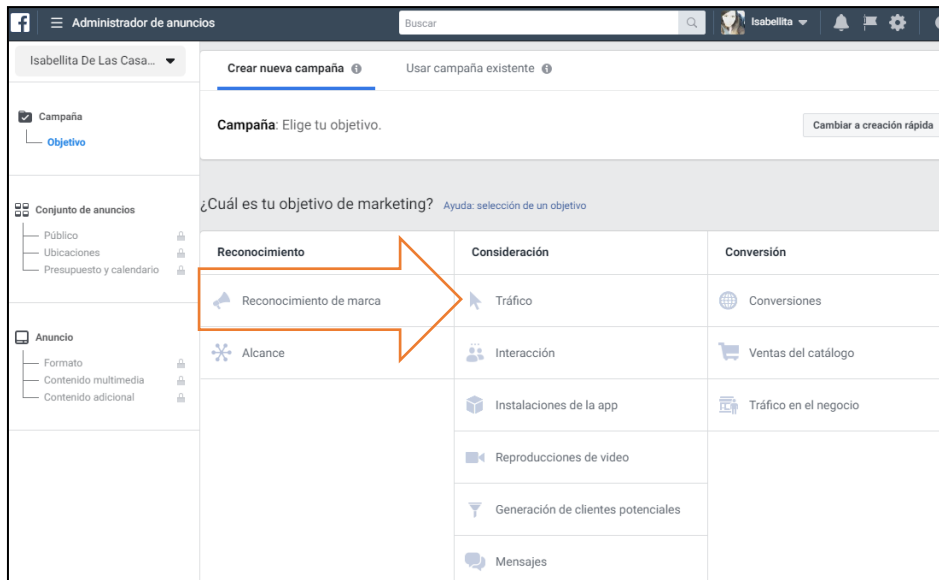 f Administrador de anuncios Buscar Isabellita
Isabellita De Las Casa...
Crear nueva campaña Usar campaña existente
Campaña
Objetivo
Campaña: Elige tu objetivo.
Cambiar a creación rápida
Conjunto de anuncios
Público
Ubicaciones
Presupuesto y calendario
Anuncio
Formato
Contenido multimedia
Contenido adicional
¿Cuál es tu objetivo de marketing? Ayuda: selección de un objetivo
Reconocimiento Consideración Conversión
Reconocimiento de marca Tráfico Conversiones
Alcance Interacción Ventas del catálogo
Instalaciones de la app Tráfico en el negocio
Reproducciones de video
Generación de clientes potenciales
Mensajes